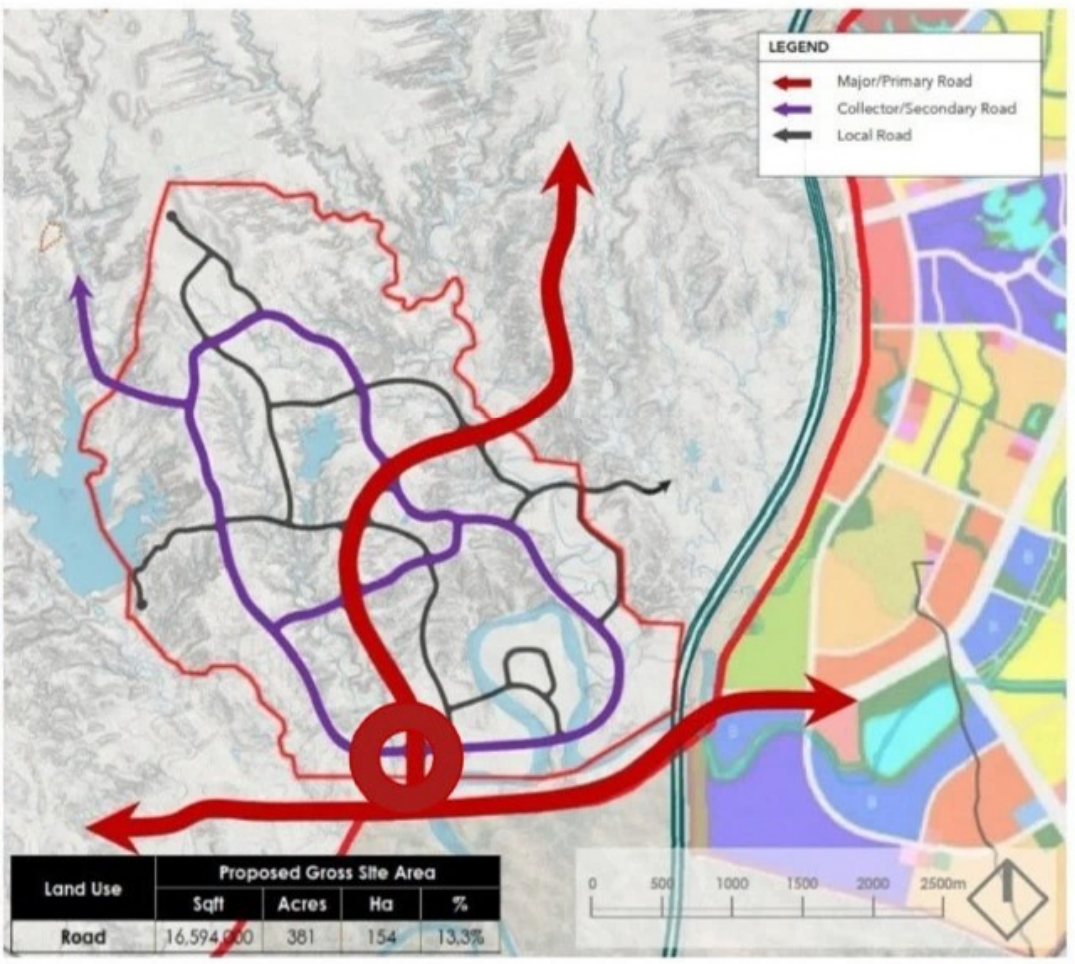 LEGEND
Major/Primary Road
Collector/Secondary Road
Local Road
Land Use
Proposed Gross Site Area
Sqft Acres Ha %
Road 16,594,000 381 154 13.3%
0 500 1000 1500 2000 2500m